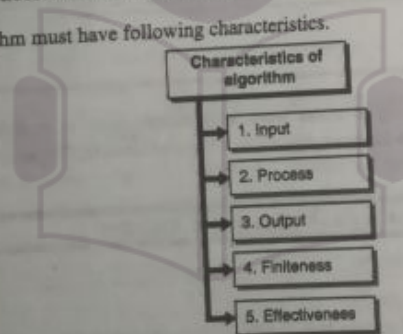 hm must have following characteristics.
Characteristics of
algorithm
1. Input
2. Process
3. Output
4. Finiteness
5. Effectiveness